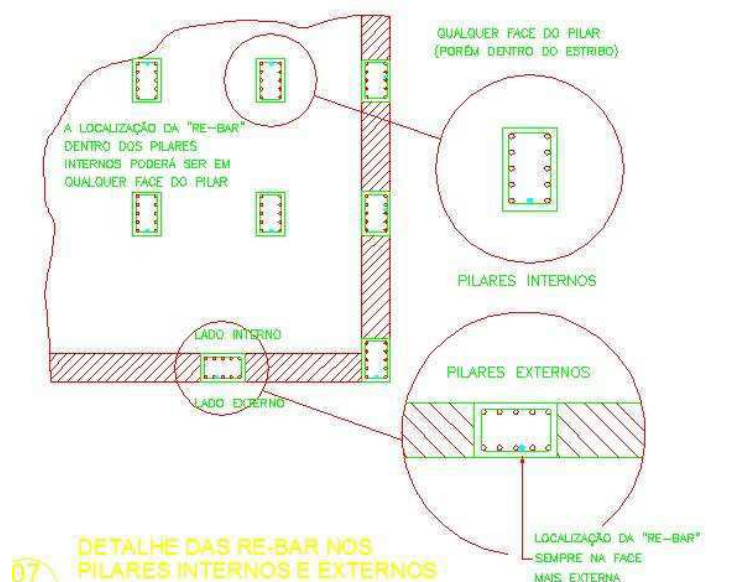 QUALQUER FACE DO PILAR
(PORÉM DENTRO DO ESTRIBO)
A LOCALIZAÇÃO DA "RE-BAR"
DENTRO DOS PILARES
INTERNOS PODERÁ SER EM
QUALQUER FACE DO PILAR
PILARES INTERNOS
LADO INTERNO
LADO EXTERNO
PILARES EXTERNOS
LOCALIZAÇÃO DA "RE-BAR"
SEMPRE NA FACE
MAIS EXTERNA
07
DETALHE DAS RE-BAR NOS
PILARES INTERNOS E EXTERNOS